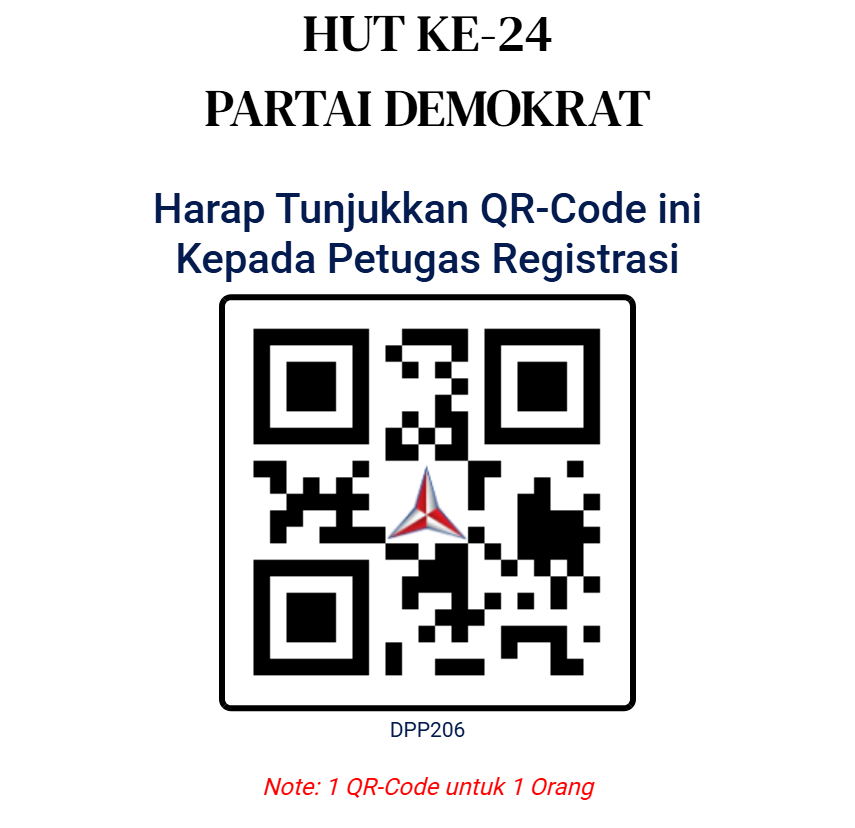 HUT KE-24
PARTAI DEMOKRAT
Harap Tunjukkan QR-Code ini
Kepada Petugas Registrasi
DPP206
Note: 1 QR-Code untuk 1 Orang